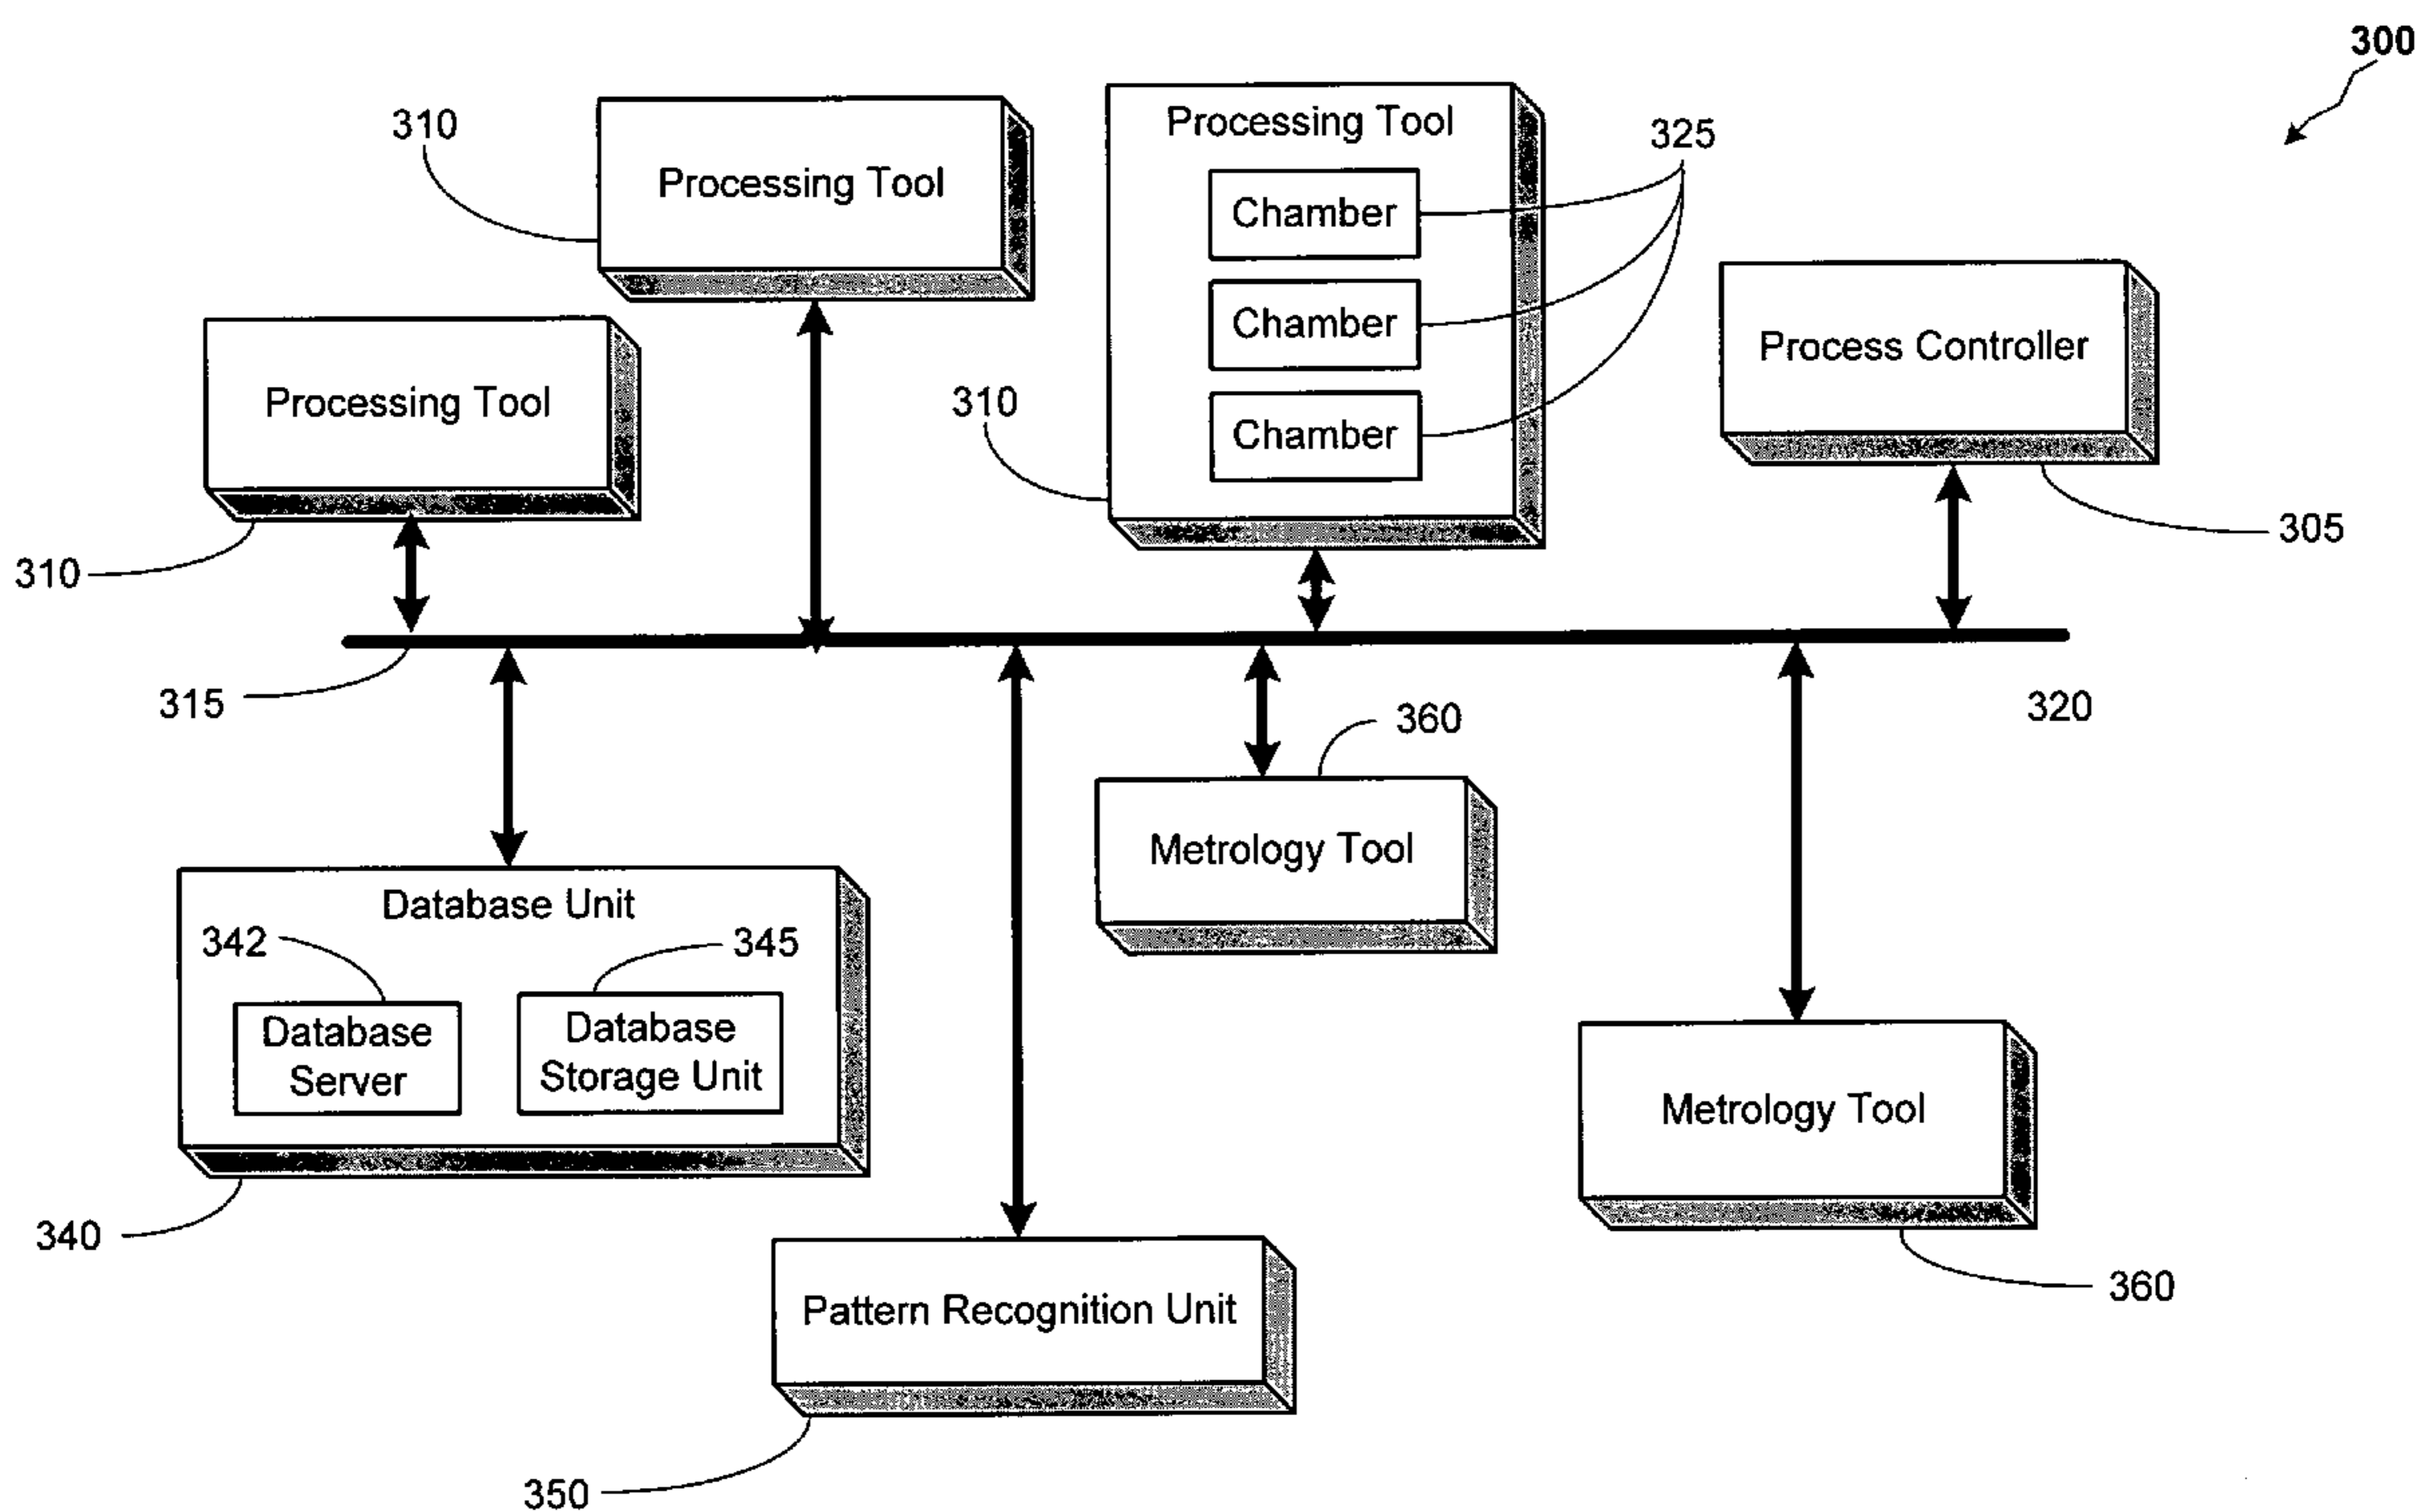 300
310
Processing Tool
Processing Tool
325
Chamber
Chamber
Chamber
310
Process Controller
305
Processing Tool
310
315
320
360
Metrology Tool
Database Unit
342
345
Database
Server
Database
Storage Unit
340
Metrology Tool
360
Pattern Recognition Unit
350